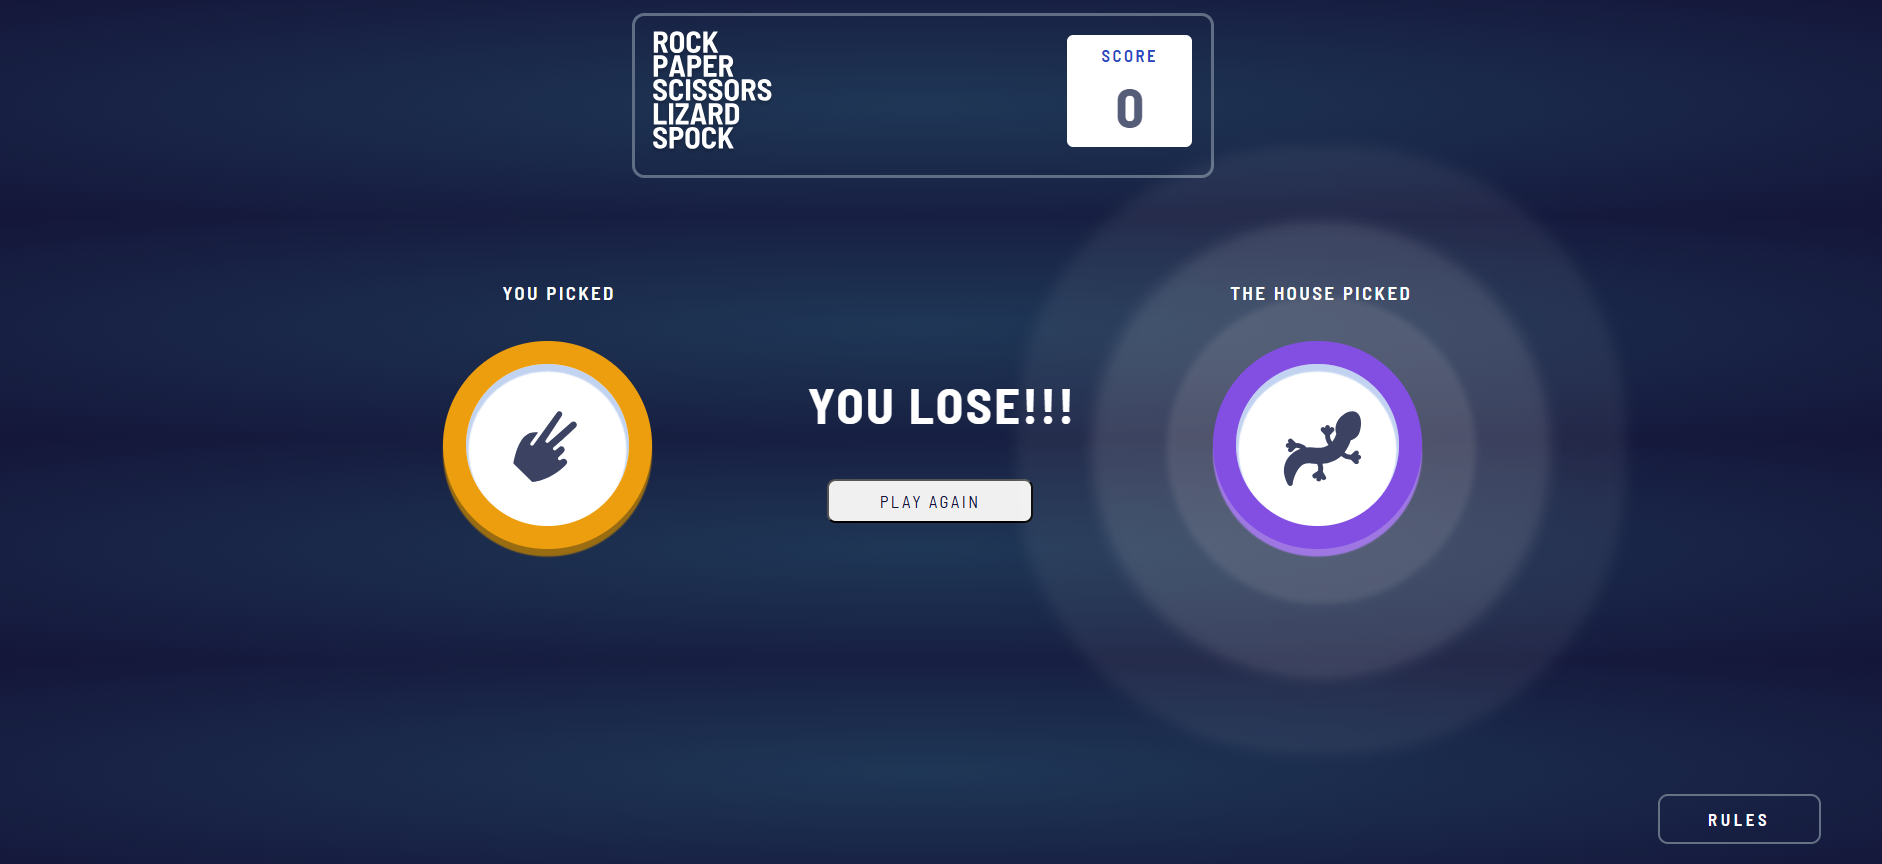 ROCK
PAPER
SCISSORS
LIZARD
SPOCK
SCORE
0
YOU PICKED
THE HOUSE PICKED
YOU LOSE!!!
PLAY AGAIN
RULES